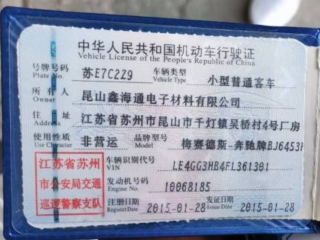 中华人民共和国机动车行驶证
Vehicle License of the People's Republic of China
号牌号码 苏E7C2Z9 车辆类型 小型普通客车
Plate No. Vehicle Type
所有人 昆山鑫海通电子材料有限公司
Owner
住址 江苏省苏州市昆山市千灯镇吴桥村4号厂房
Address
使用性质 非营运 品牌型号 梅赛德斯-奔驰牌BJ6453
Use Character Model
江苏省苏州
市公安局交通
巡逻警察支队
车辆识别代号 LE4GG3HB4FL361301
VIN
发动机号码 10068185
Engine No.
注册日期 2015-01-28 发证日期 2015-01-28
Register Date Issue Date